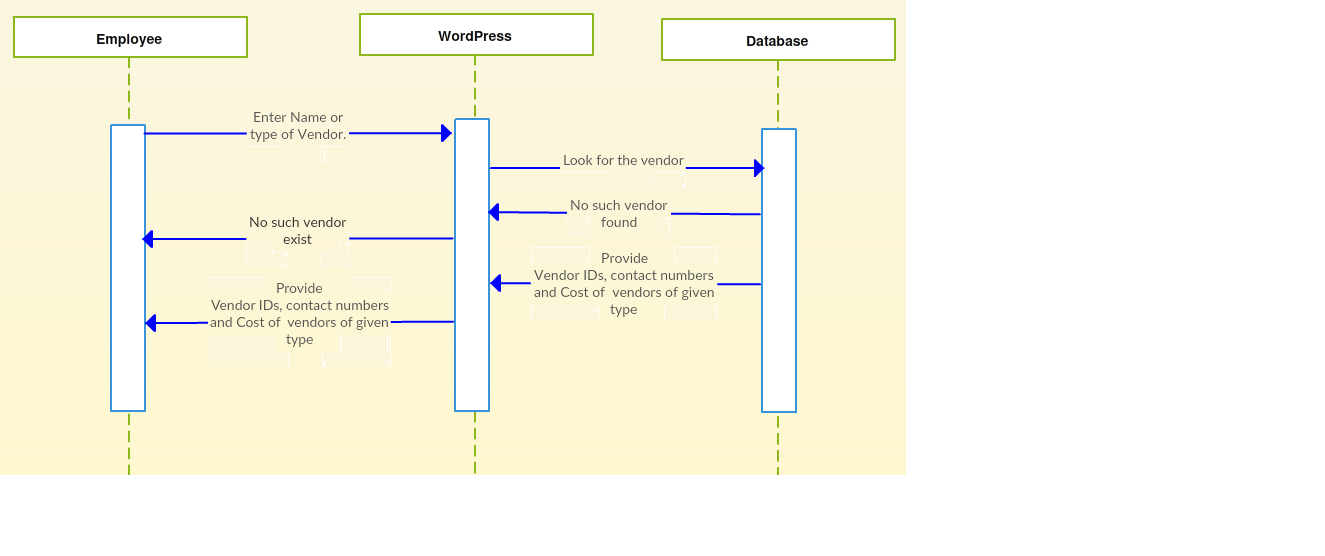 Employee
WordPress
Database
Enter Name or
type of Vendor.
Look for the vendor
No such vendor
found
No such vendor
exist
Provide
Vendor IDs, contact numbers
and Cost of  vendors of given
type
Provide
Vendor IDs, contact numbers
and Cost of  vendors of given
type